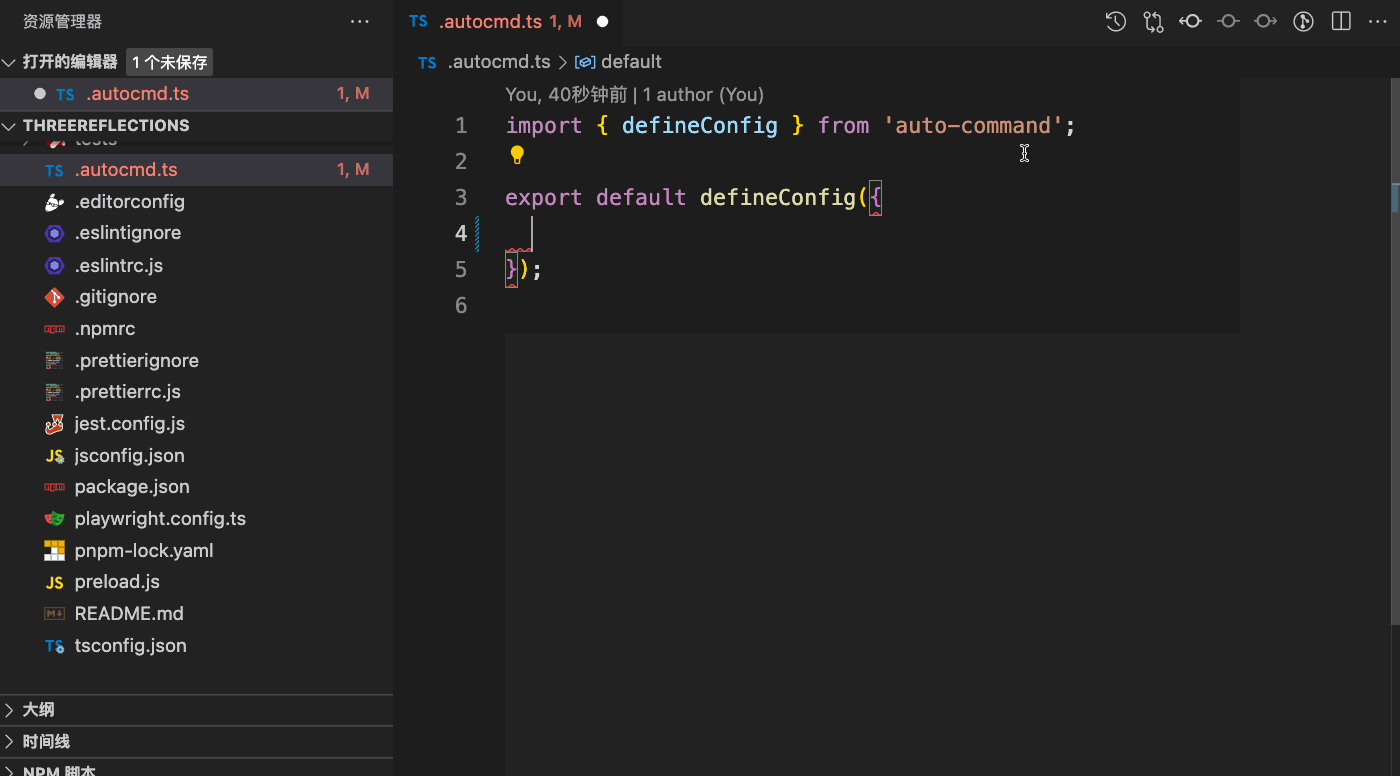 资源管理器
打开的编辑器 1 个未保存
TS .autocmd.ts 1, M
THREEREFLECTIONS
tests
TS .autocmd.ts 1, M
.editorconfig
.eslintignore
.eslintrc.js
.gitignore
npm .npmrc
.prettierignore
.prettierrc.js
jest.config.js
JS jsconfig.json
npm package.json
playwright.config.ts
pnpm-lock.yaml
JS preload.js
M README.md
TS tsconfig.json
大纲
时间线
NPM 脚本
TS .autocmd.ts 1, M
TS .autocmd.ts > default
You, 40秒钟前 | 1 author (You)
1 import { defineConfig } from 'auto-command';
2
3 export default defineConfig({
4
5 });
6